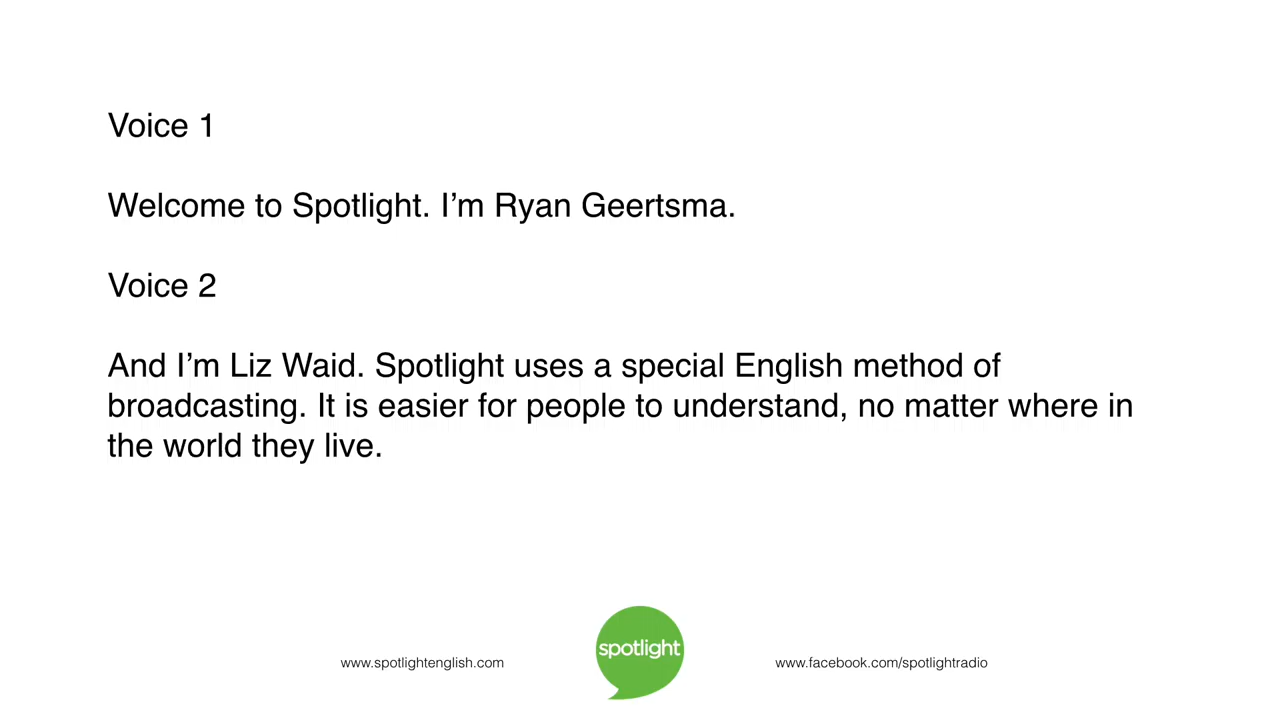 Voice 1
Welcome to Spotlight. I’m Ryan Geertsma.
Voice 2
And I’m Liz Waid. Spotlight uses a special English method of
broadcasting. It is easier for people to understand, no matter where in
the world they live.
www.spotlightenglish.com
spotlight
www.facebook.com/spotlightradio